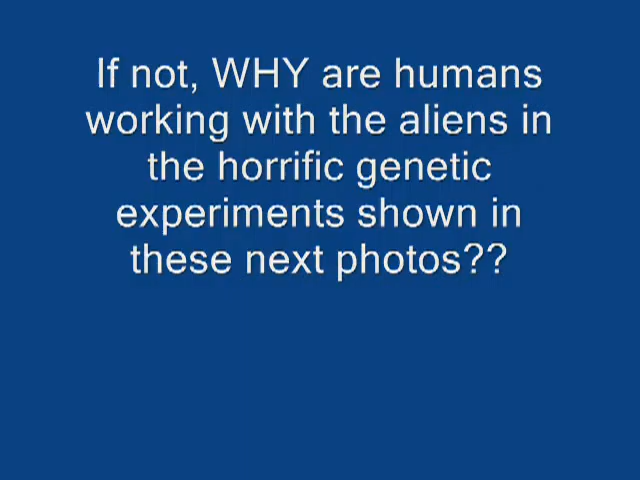 If not, WHY are humans
working with the aliens in
the horrific genetic
experiments shown in
these next photos??